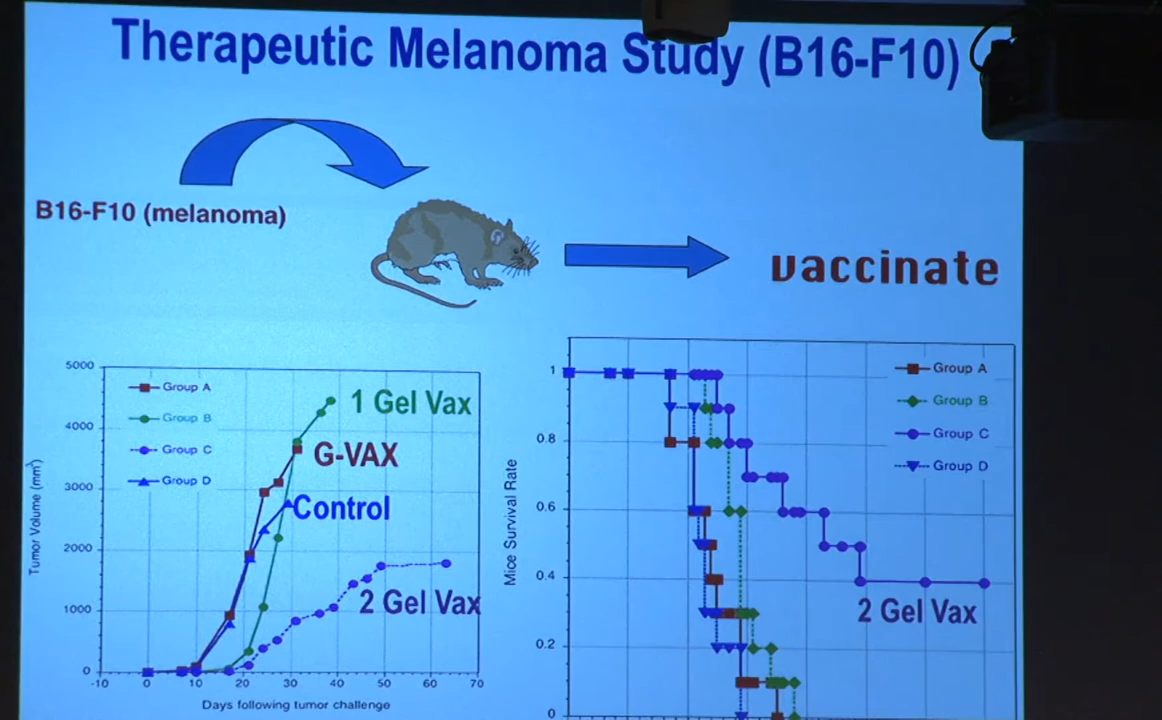 Therapeutic Melanoma Study (B16-F10)
B16-F10 (melanoma)
vaccinate
5000
4000
3000
2000
1000
0
-10 0 10 20 30 40 50 60 70
Tumor Volume (mm³)
Days following tumor challenge
Group A
Group B
Group C
Group D
1 Gel Vax
G-VAX
Control
2 Gel Vax
1
0.8
0.6
0.4
0.2
0
Mice Survival Rate
Group A
Group B
Group C
Group D
2 Gel Vax